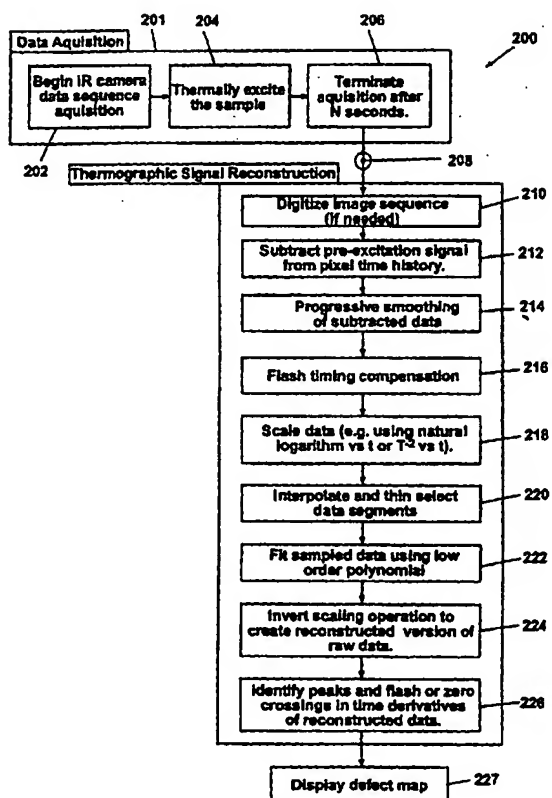 201
204
206
200
Data Aquisition
Begin IR camera
data sequence
aquisition
Thermally excite
the sample
Terminate
aquisition after
N seconds.
202
208
Thermographic Signal Reconstruction
Digitize image sequence
(if needed)
210
Subtract pre-excitation signal
from pixel time history.
212
Progressive smoothing
of subtracted data
214
Flash timing compensation
216
Scale data (e.g. using natural
logarithm vs t or T⁻² vs t).
218
Interpolate and thin select
data segments
220
Fit sampled data using low
order polynomial
222
Invert scaling operation to
create reconstructed version of
raw data.
224
Identify peaks and flash or zero
crossings in time derivatives
of reconstructed data.
226
Display defect map
227